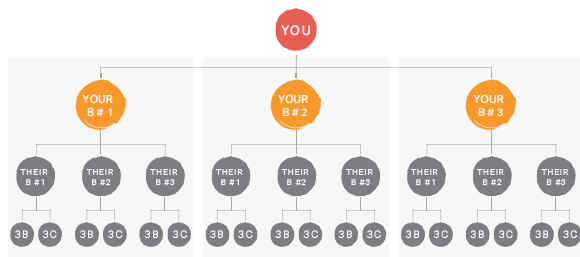 YOU
YOUR
B# 1
YOUR
B#2
YOUR
B#3
THEIR
B #1
THEIR
B #2
THEIR
B #3
THEIR
B #1
THEIR
B #2
THEIR
B #3
THEIR
B #1
THEIR
B #2
THEIR
B #3
3B 3C 3B 3C 3B 3C 3B 3C 3B 3C 3B 3C 3B 3C 3B 3C 3B 3C